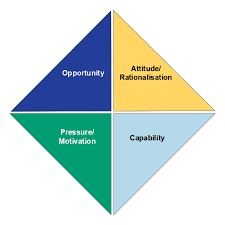 Opportunity
Attitude/
Rationalisation
Pressure/
Motivation
Capability